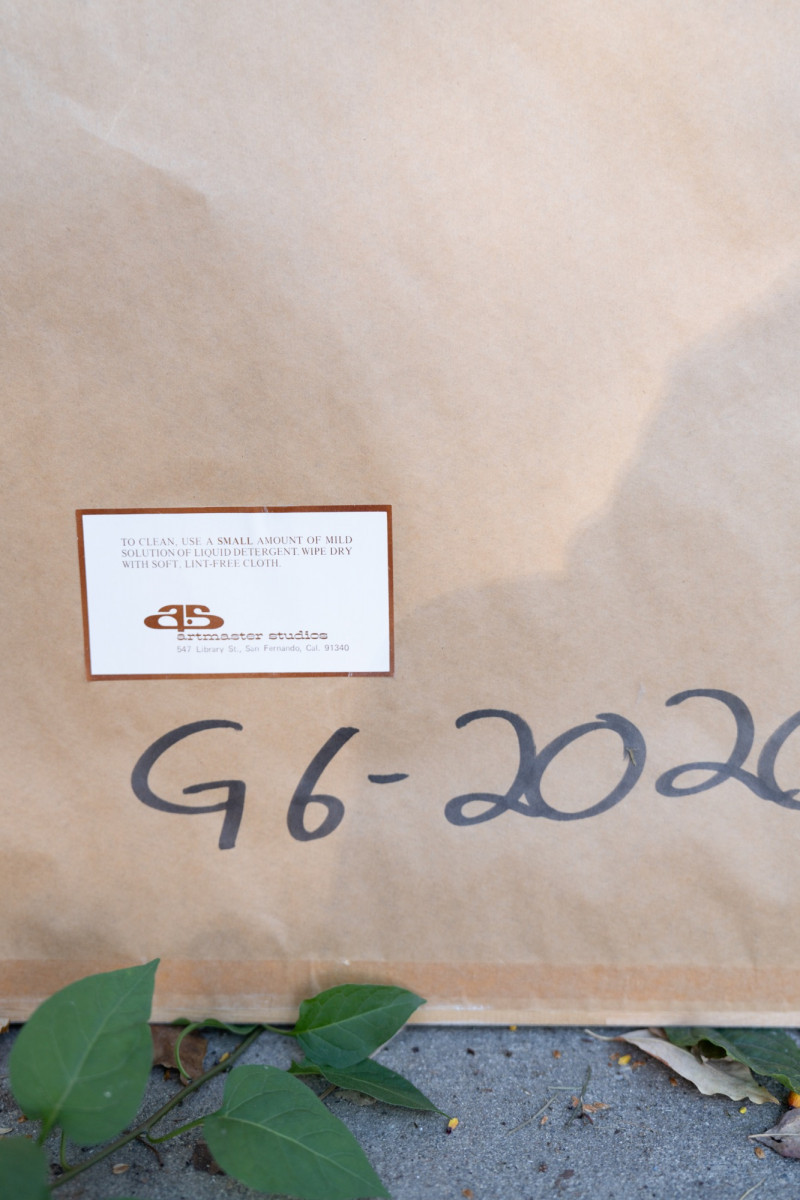 TO CLEAN, USE A SMALL AMOUNT OF MILD
SOLUTION OF LIQUID DETERGENT. WIPE DRY
WITH SOFT, LINT-FREE CLOTH.
as
artmaster studios
547 Library St., San Fernando, Cal. 91340
G6-202